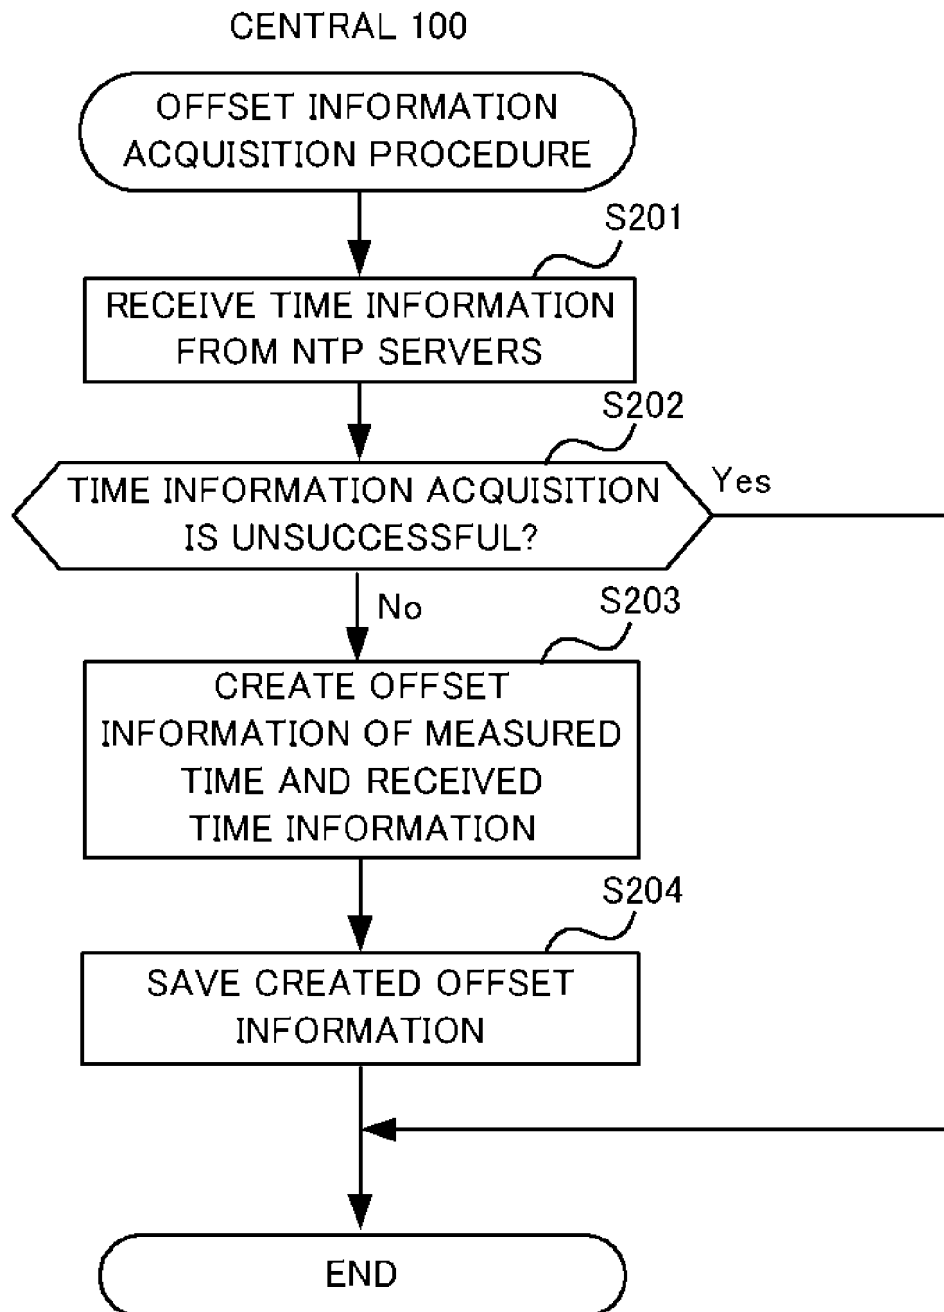 CENTRAL 100
OFFSET INFORMATION
ACQUISITION PROCEDURE
S201
RECEIVE TIME INFORMATION
FROM NTP SERVERS
S202
TIME INFORMATION ACQUISITION
IS UNSUCCESSFUL?
Yes
No
S203
CREATE OFFSET
INFORMATION OF MEASURED
TIME AND RECEIVED
TIME INFORMATION
S204
SAVE CREATED OFFSET
INFORMATION
END